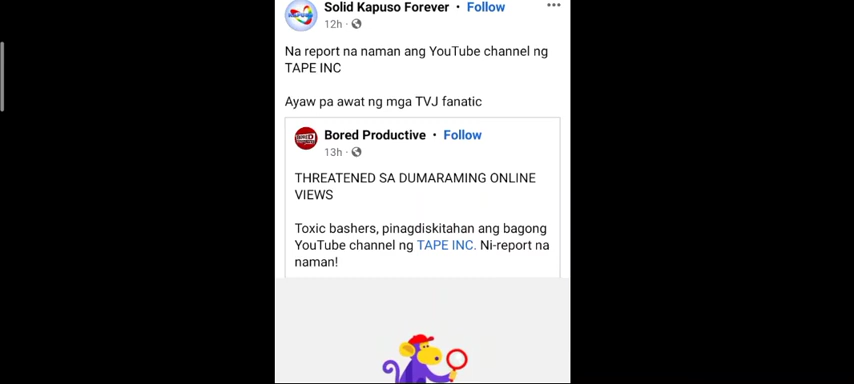 Solid Kapuso Forever • Follow
12h ·
Na report na naman ang YouTube channel ng
TAPE INC
Ayaw pa awat ng mga TVJ fanatic
Bored Productive • Follow
13h ·
THREATENED SA DUMARAMING ONLINE
VIEWS
Toxic bashers, pinagdiskitahan ang bagong
YouTube channel ng TAPE INC. Ni-report na
naman!